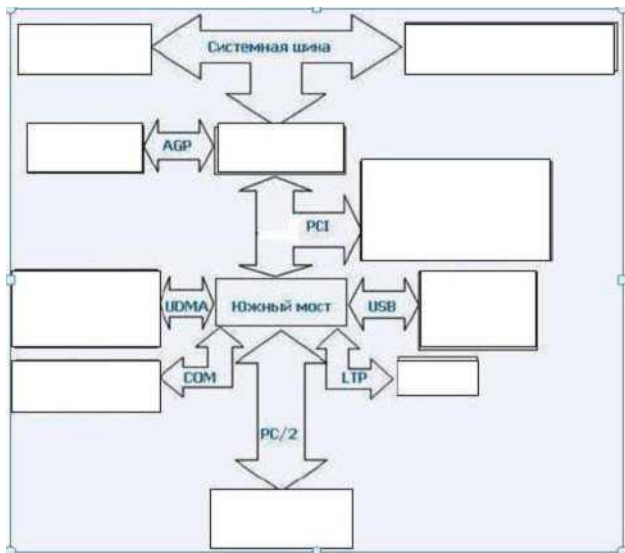 Системная шина
AGP
PCI
UDMA
Южный мост
USB
COM
LTP
PC/2